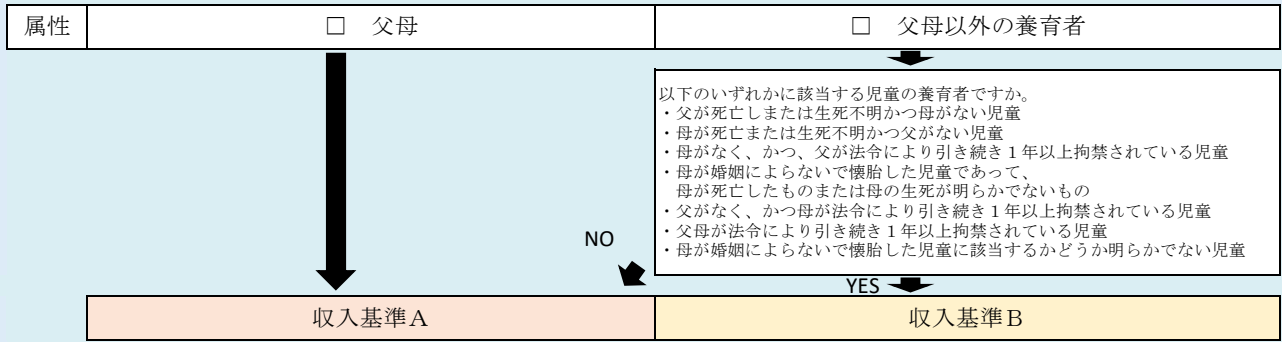 属性
□ 父母
□ 父母以外の養育者
以下のいずれかに該当する児童の養育者ですか。
・父が死亡しまたは生死不明かつ母がない児童
・母が死亡または生死不明かつ父がない児童
・母がなく、かつ、父が法令により引き続き１年以上拘禁されている児童
・母が婚姻によらないで懐胎した児童であって、
母が死亡したものまたは母の生死が明らかでないもの
・父がなく、かつ母が法令により引き続き１年以上拘禁されている児童
・父母が法令により引き続き１年以上拘禁されている児童
・母が婚姻によらないで懐胎した児童に該当するかどうか明らかでない児童
NO
YES
収入基準Ａ
収入基準Ｂ